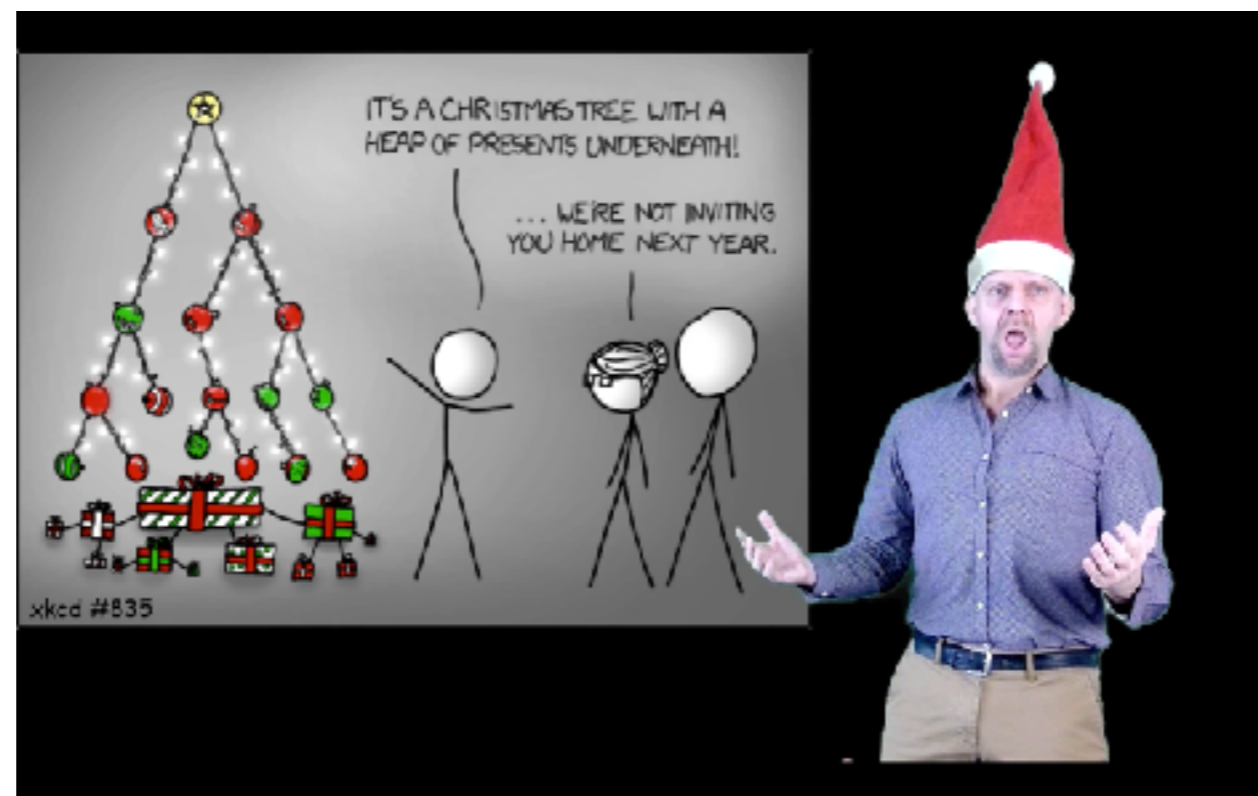 IT'S A CHRISTMAS TREE WITH A
HEAP OF PRESENTS UNDERNEATH!
... WE'RE NOT INVITING
YOU HOME NEXT YEAR.
xkcd #835